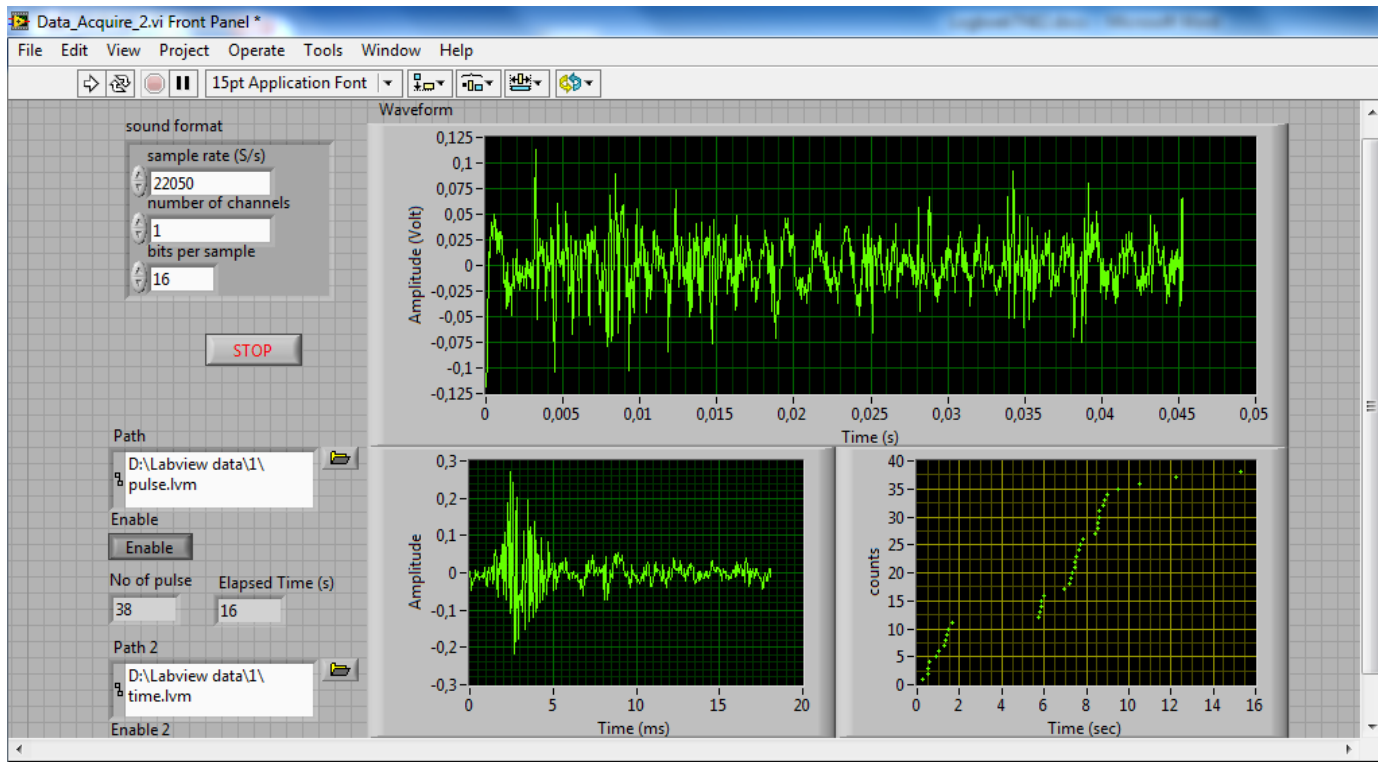 Data_Acquire_2.vi Front Panel *
File Edit View Project Operate Tools Window Help
15pt Application Font
sound format
sample rate (S/s)
22050
number of channels
1
bits per sample
16
STOP
Path
D:\Labview data\1\
pulse.lvm
Enable
Enable
No of pulse
Elapsed Time (s)
38
16
Path 2
D:\Labview data\1\
time.lvm
Enable 2
Waveform
Amplitude (Volt)
0,125
0,1
0,075
0,05
0,025
0
-0,025
-0,05
-0,075
-0,1
-0,125
0 0,005 0,01 0,015 0,02 0,025 0,03 0,035 0,04 0,045 0,05
Time (s)
Amplitude
0,3
0,2
0,1
0
-0,1
-0,2
-0,3
0 5 10 15 20
Time (ms)
counts
40
35
30
25
20
15
10
5
0
0 2 4 6 8 10 12 14 16
Time (sec)